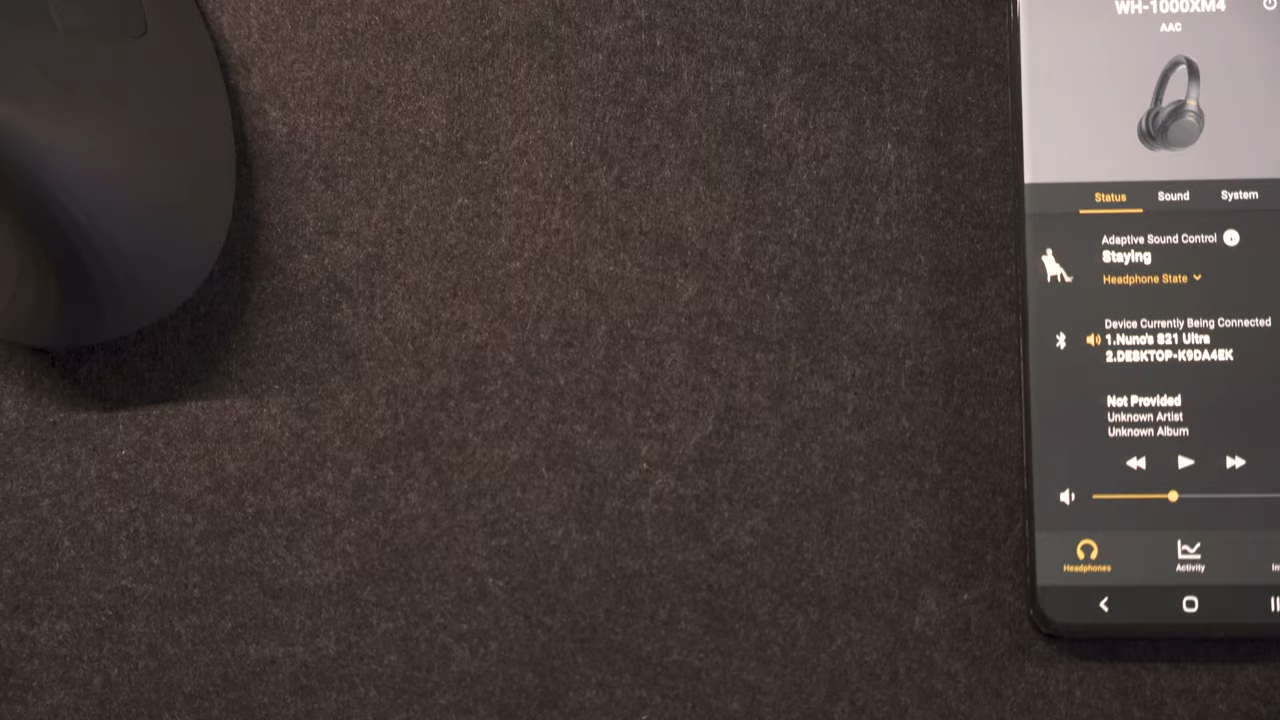 WH-1000XM4
AAC
Status Sound System
Adaptive Sound Control
Staying
Headphone State
Device Currently Being Connected
1.Nuno's S21 Ultra
2.DESKTOP-K9DA4EK
Not Provided
Unknown Artist
Unknown Album
Headphones Activity